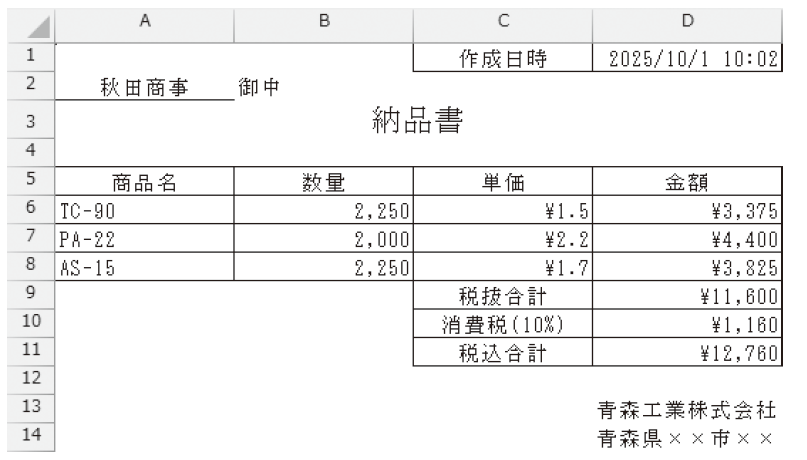 A B C D
1 作成日時 2025/10/1 10:02
2 秋田商事 御中
3 納品書
4
5 商品名 数量 単価 金額
6 TC-90 2,250 ¥1.5 ¥3,375
7 PA-22 2,000 ¥2.2 ¥4,400
8 AS-15 2,250 ¥1.7 ¥3,825
9 税抜合計 ¥11,600
10 消費税(10%) ¥1,160
11 税込合計 ¥12,760
12
13 青森工業株式会社
14 青森県××市××